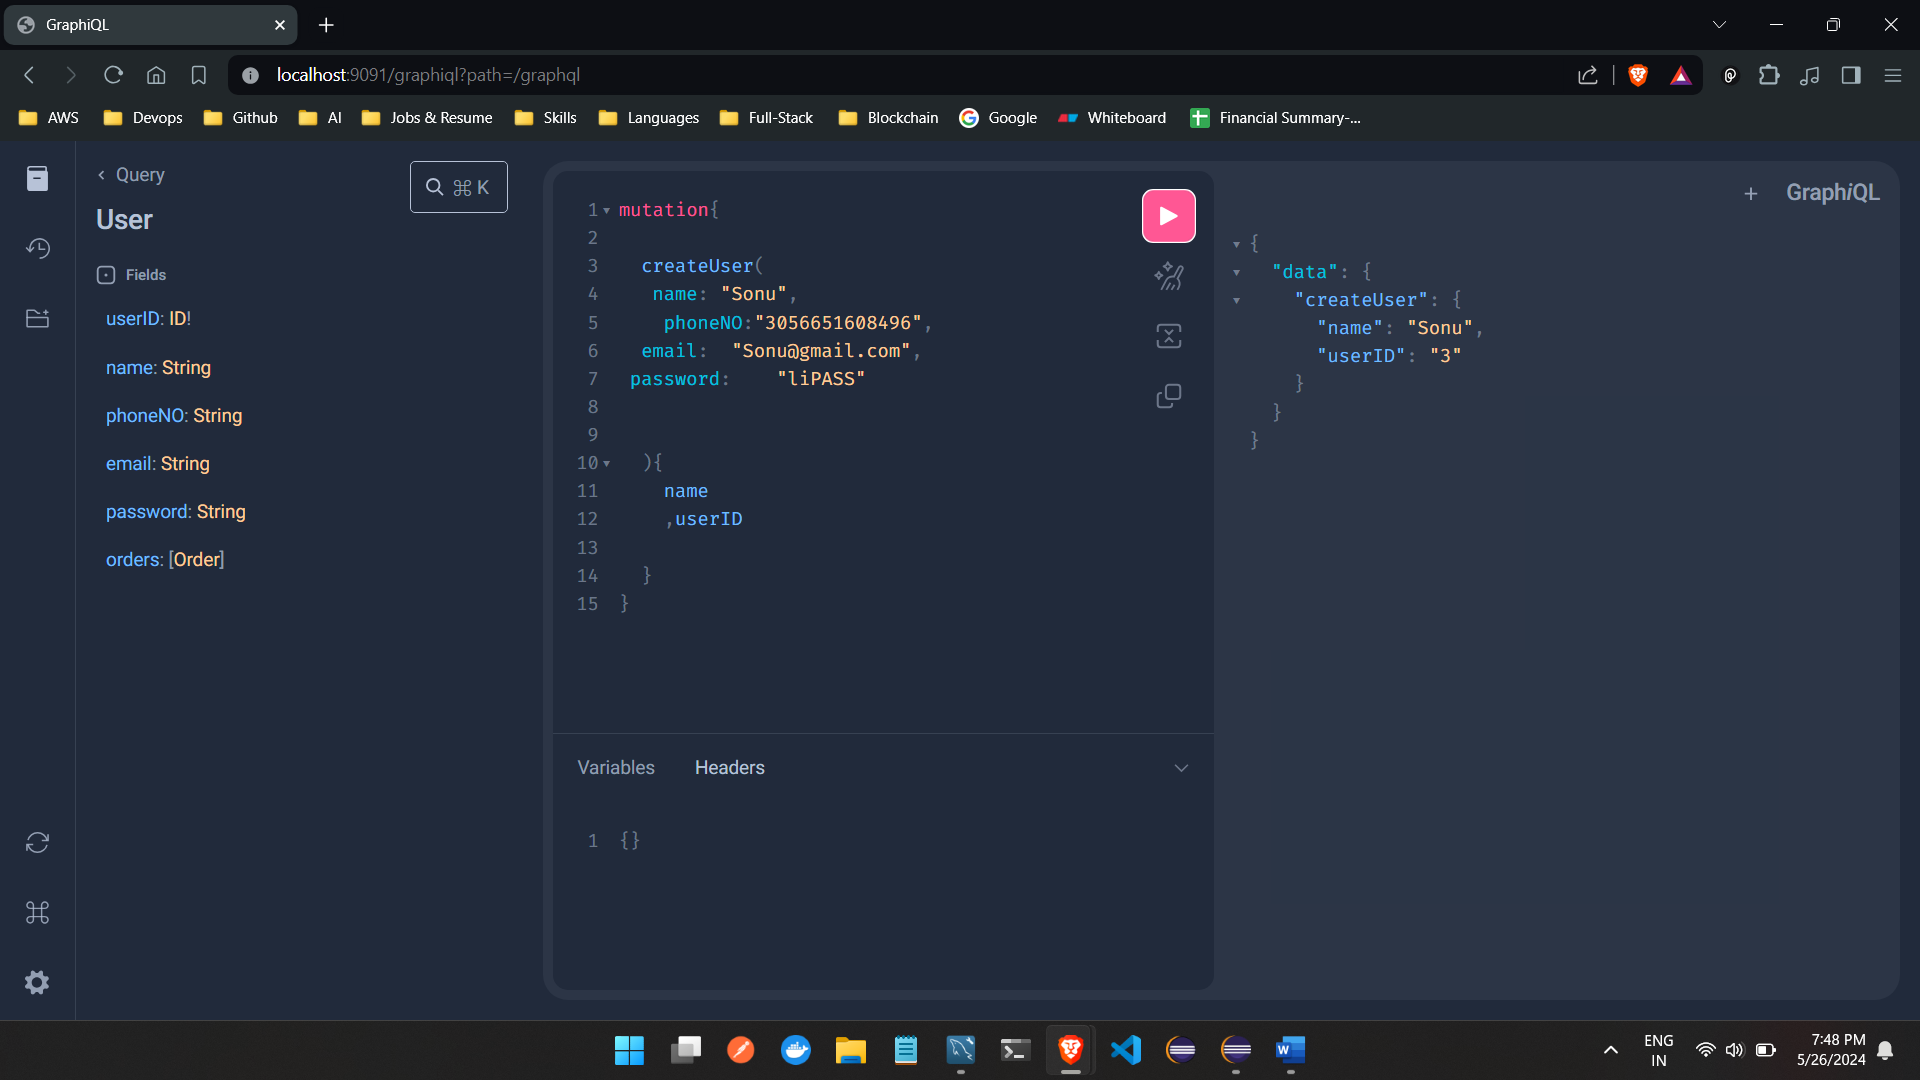 GraphiQL
localhost:9091/graphiql?path=/graphql
AWS Devops Github AI Jobs & Resume Skills Languages Full-Stack Blockchain Google Whiteboard Financial Summary-...
Query
⌘ K
User
Fields
userID: ID!
name: String
phoneNO: String
email: String
password: String
orders: [Order]
1 mutation{
2
3 createUser(
4 name: "Sonu",
5 phoneNO:"3056651608496",
6 email: "Sonu@gmail.com",
7 password: "liPASS"
8
9
10 ){
11 name
12 ,userID
13
14 }
15 }
Variables Headers
1 {}
+ GraphiQL
{
"data": {
"createUser": {
"name": "Sonu",
"userID": "3"
}
}
}
ENG
IN
7:48 PM
5/26/2024